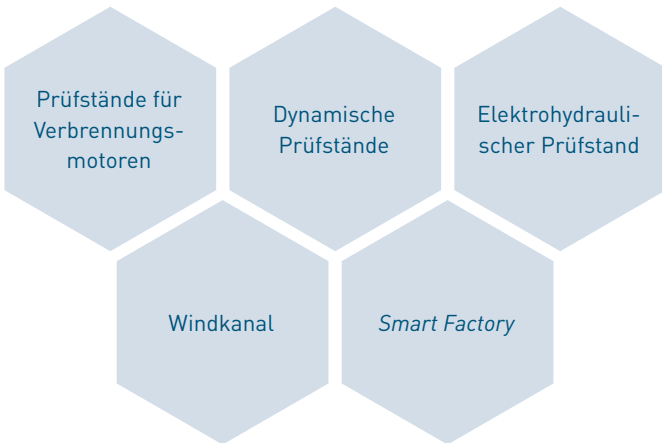 Prüfstände für
Verbrennungs-
motoren
Dynamische
Prüfstände
Elektrohydrauli-
scher Prüfstand
Windkanal
Smart Factory